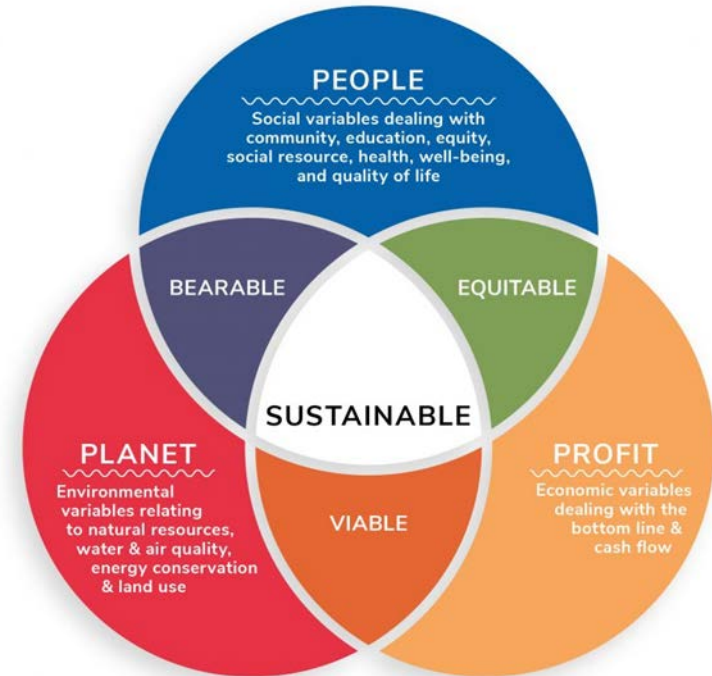 PEOPLE
Social variables dealing with
community, education, equity,
social resource, health, well-being,
and quality of life
BEARABLE
EQUITABLE
SUSTAINABLE
PLANET
Environmental
variables relating
to natural resources,
water & air quality,
energy conservation
& land use
PROFIT
Economic variables
dealing with the
bottom line &
cash flow
VIABLE